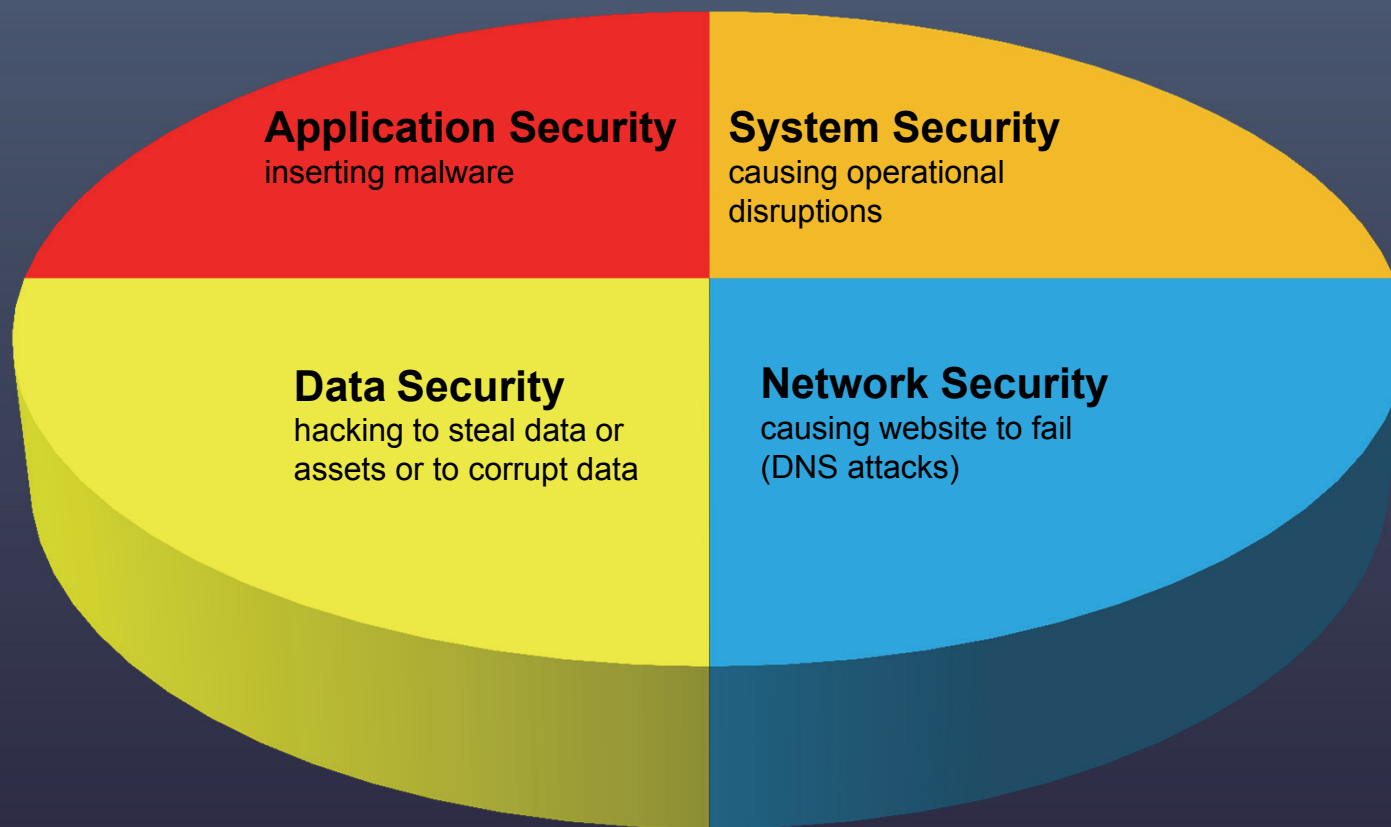 Application Security
inserting malware
System Security
causing operational
disruptions
Data Security
hacking to steal data or
assets or to corrupt data
Network Security
causing website to fail
(DNS attacks)